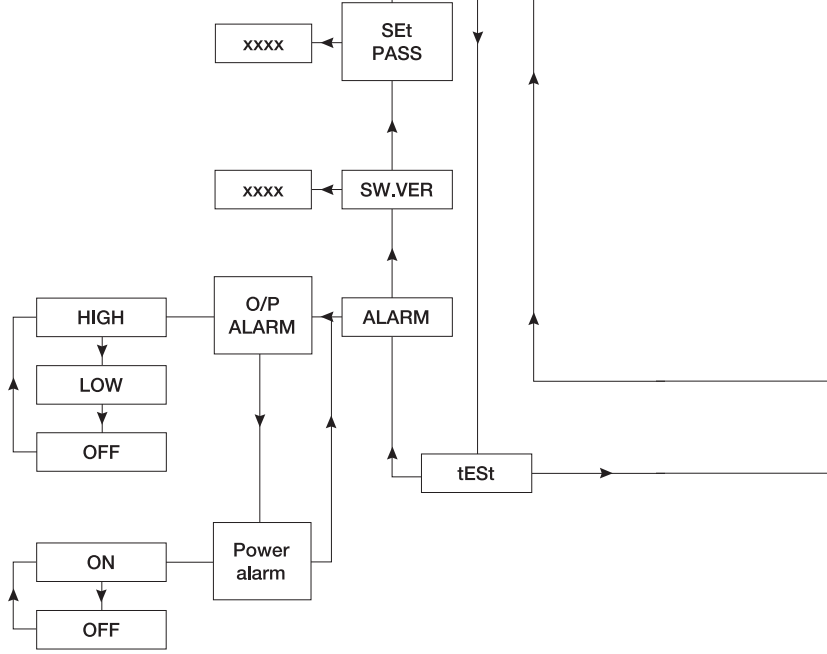 xxxx
SEt
PASS
xxxx
SW.VER
HIGH
O/P
ALARM
ALARM
LOW
OFF
tESt
ON
Power
alarm
OFF